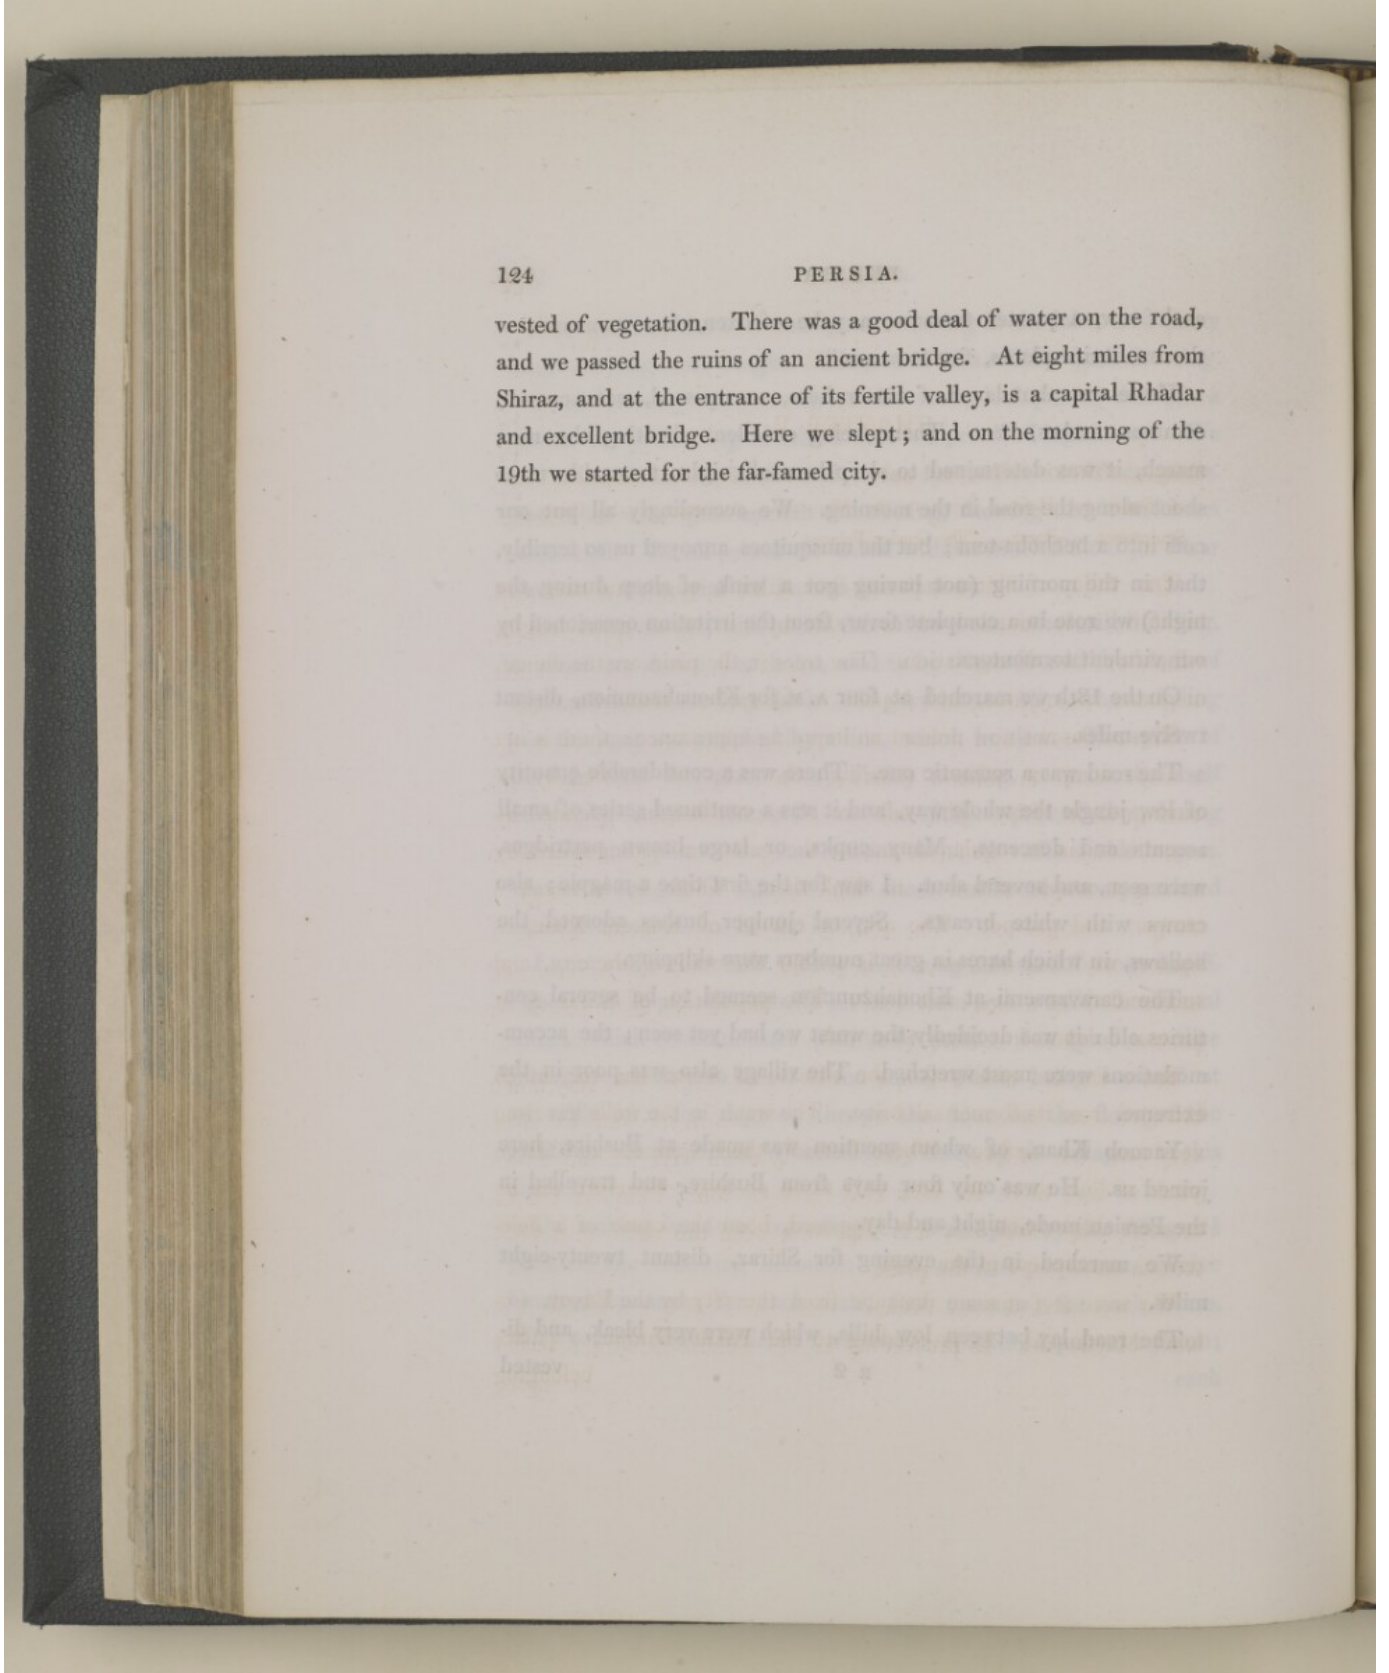 124 PERSIA.
vested of vegetation. There was a good deal of water on the road,
and we passed the ruins of an ancient bridge. At eight miles from
Shiraz, and at the entrance of its fertile valley, is a capital Rhadar
and excellent bridge. Here we slept; and on the morning of the
19th we started for the far-famed city.